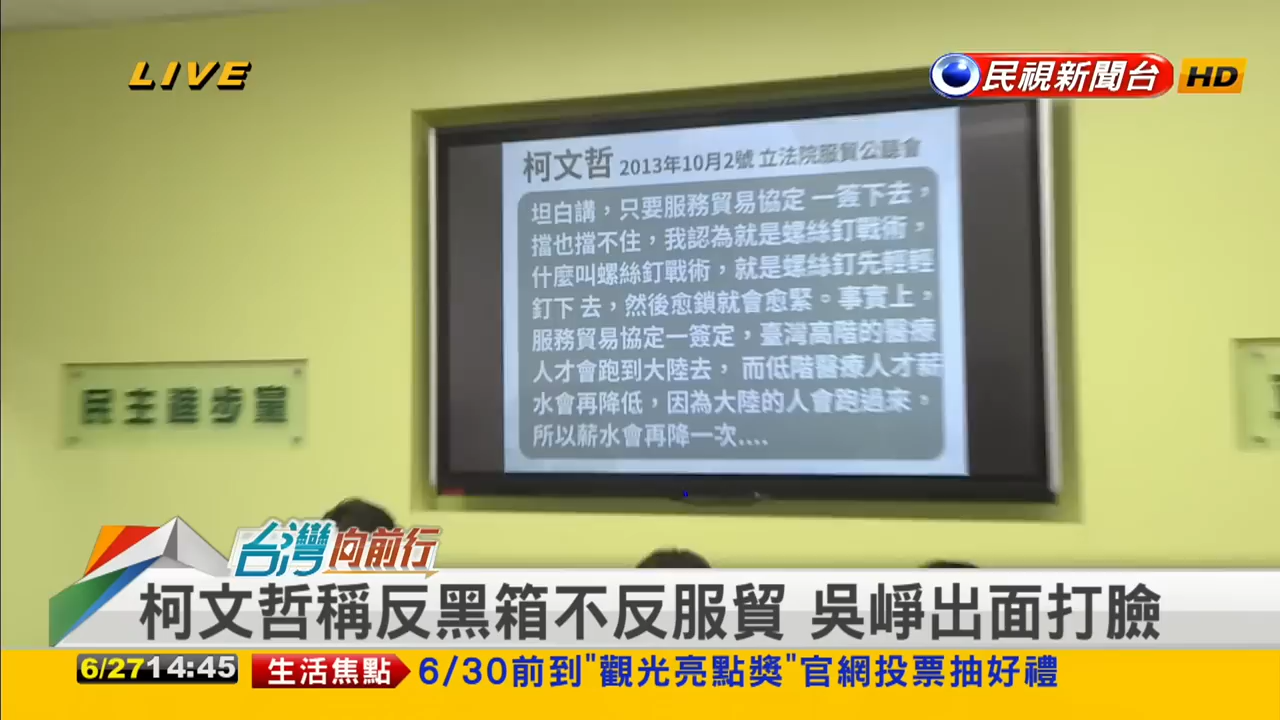 LIVE
民視新聞台 HD
柯文哲 2013年10月2號 立法院服貿公聽會
坦白講，只要服務貿易協定 一簽下去，
擋也擋不住，我認為就是螺絲釘戰術，
什麼叫螺絲釘戰術，就是螺絲釘先輕輕
釘下 去，然後愈鎖就會愈緊。事實上，
服務貿易協定一簽定，臺灣高階的醫療
人才會跑到大陸去， 而低階醫療人才薪
水會再降低，因為大陸的人會跑過來，
所以薪水會再降一次....
民主進步黨
台灣向前行
柯文哲稱反黑箱不反服貿 吳崢出面打臉
6/27 14:45 生活焦點 6/30前到"觀光亮點獎"官網投票抽好禮